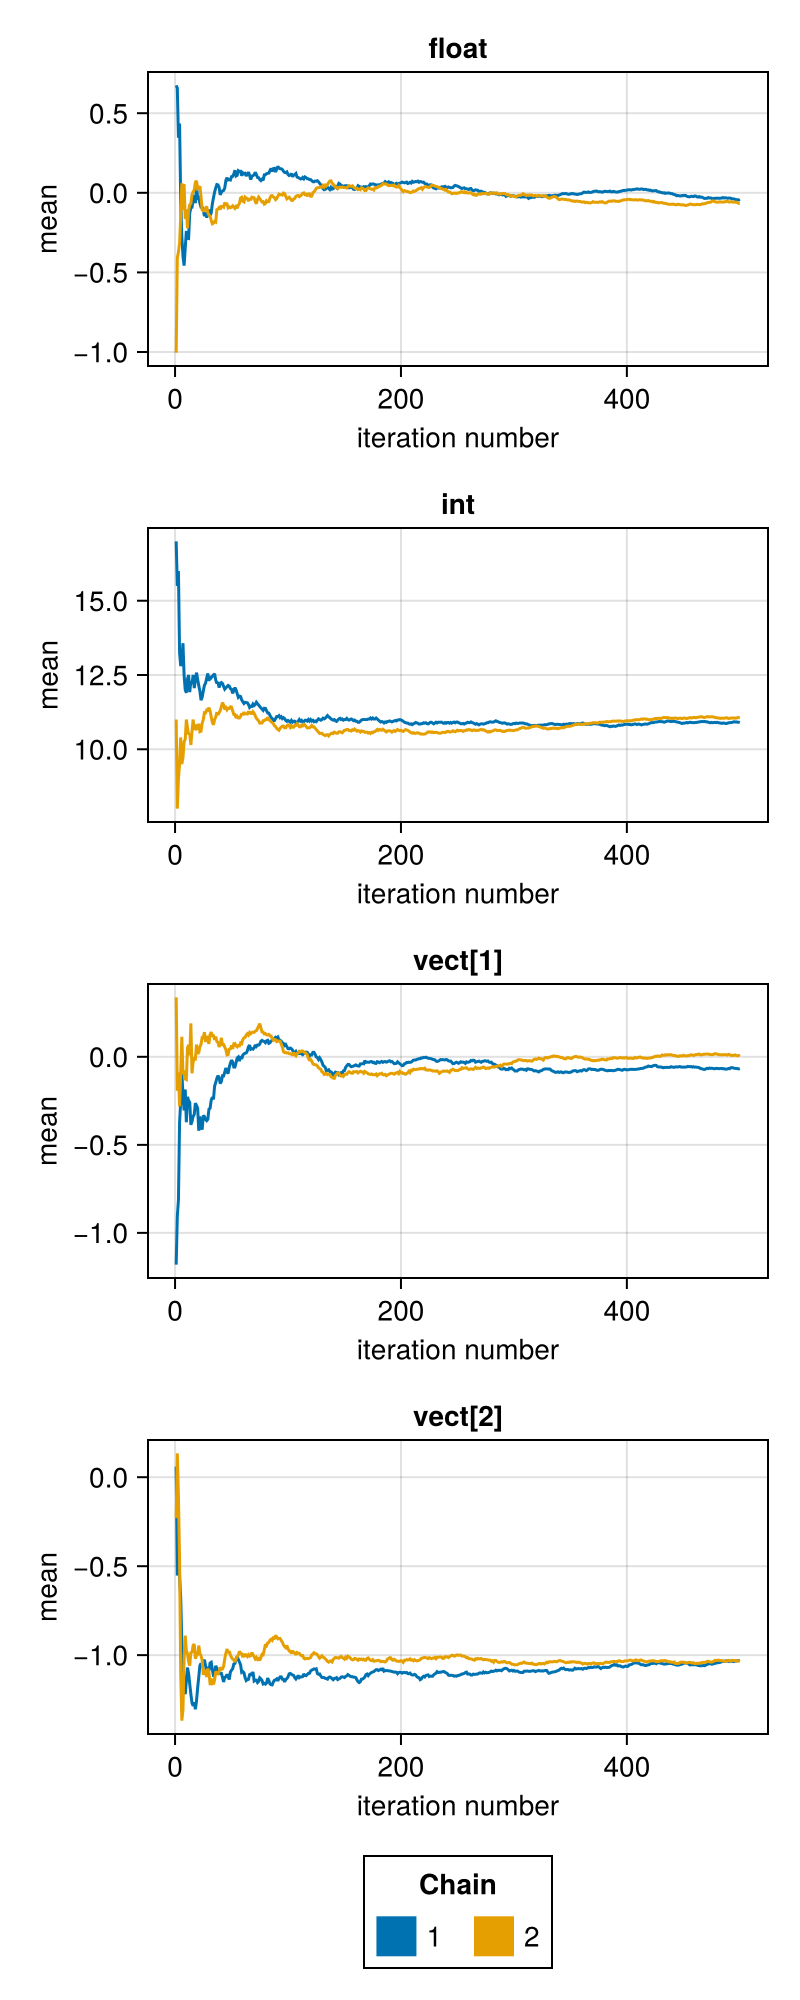 float
0.5
0.0
−0.5
−1.0
mean
0 200 400
iteration number
int
15.0
12.5
10.0
mean
0 200 400
iteration number
vect[1]
0.0
−0.5
−1.0
mean
0 200 400
iteration number
vect[2]
0.0
−0.5
−1.0
mean
0 200 400
iteration number
Chain
1 2